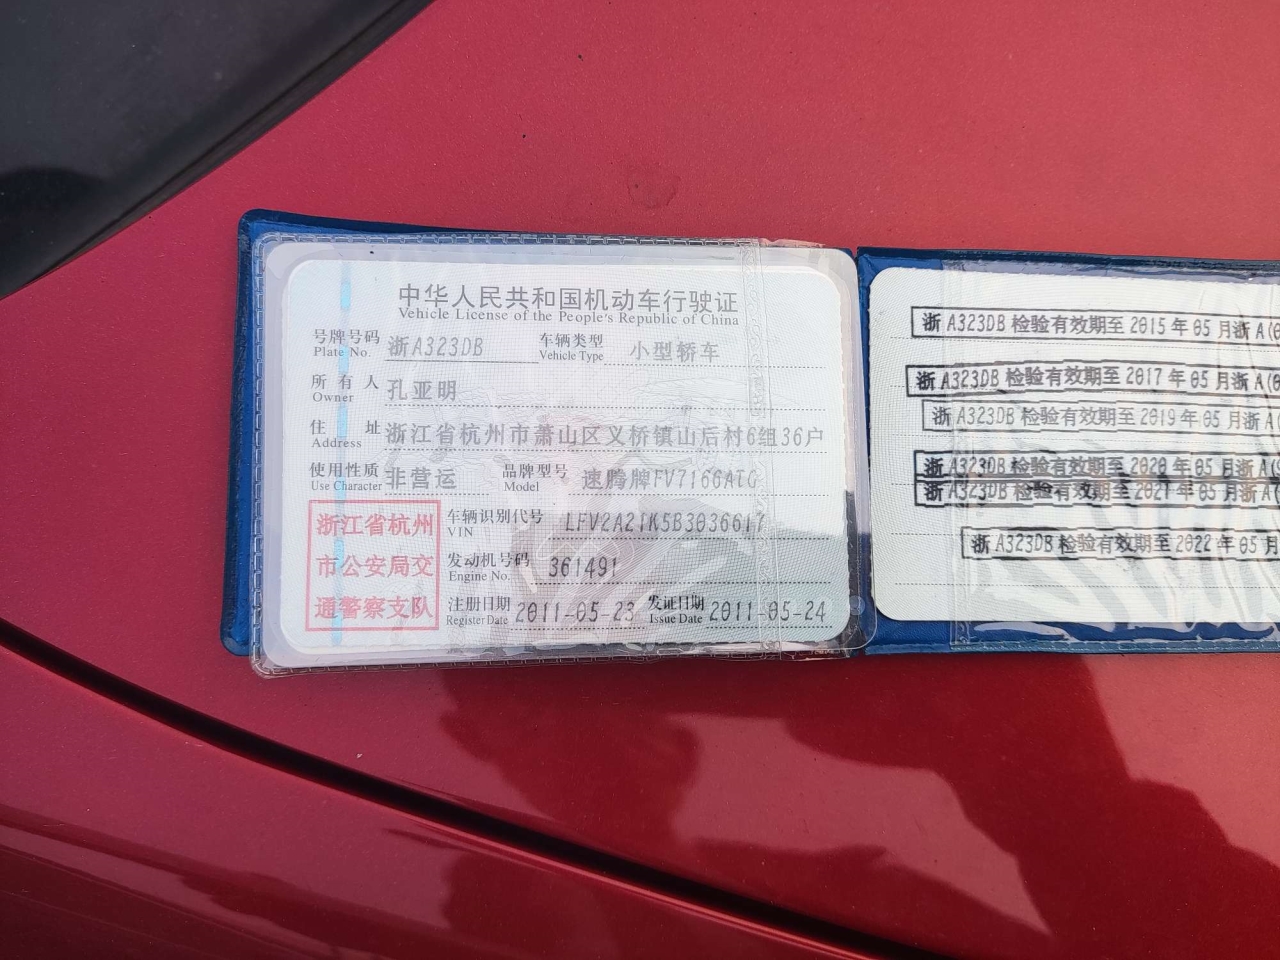 中华人民共和国机动车行驶证
Vehicle License of the People's Republic of China
号牌号码 浙A323DB 车辆类型 小型轿车
Plate No. Vehicle Type
所有人 孔亚明
Owner
住址 浙江省杭州市萧山区义桥镇山后村6组36户
Address
使用性质 非营运 品牌型号 速腾牌FV7166ATG
Use Character Model
浙江省杭州
市公安局交
通警察支队
车辆识别代号 LFV2A21K5B3036617
VIN
发动机号码 361491
Engine No.
注册日期 2011-05-23 发证日期 2011-05-24
Register Date Issue Date
浙A323DB 检验有效期至 2015年05月浙A(0
浙A323DB 检验有效期至 2017年05月浙A(0
浙A323DB 检验有效期至 2019年05月浙A(
浙A323DB 检验有效期至 2020年05月浙A(
浙A323DB 检验有效期至 2021年05月浙A
浙A323DB 检验有效期至 2022年05月